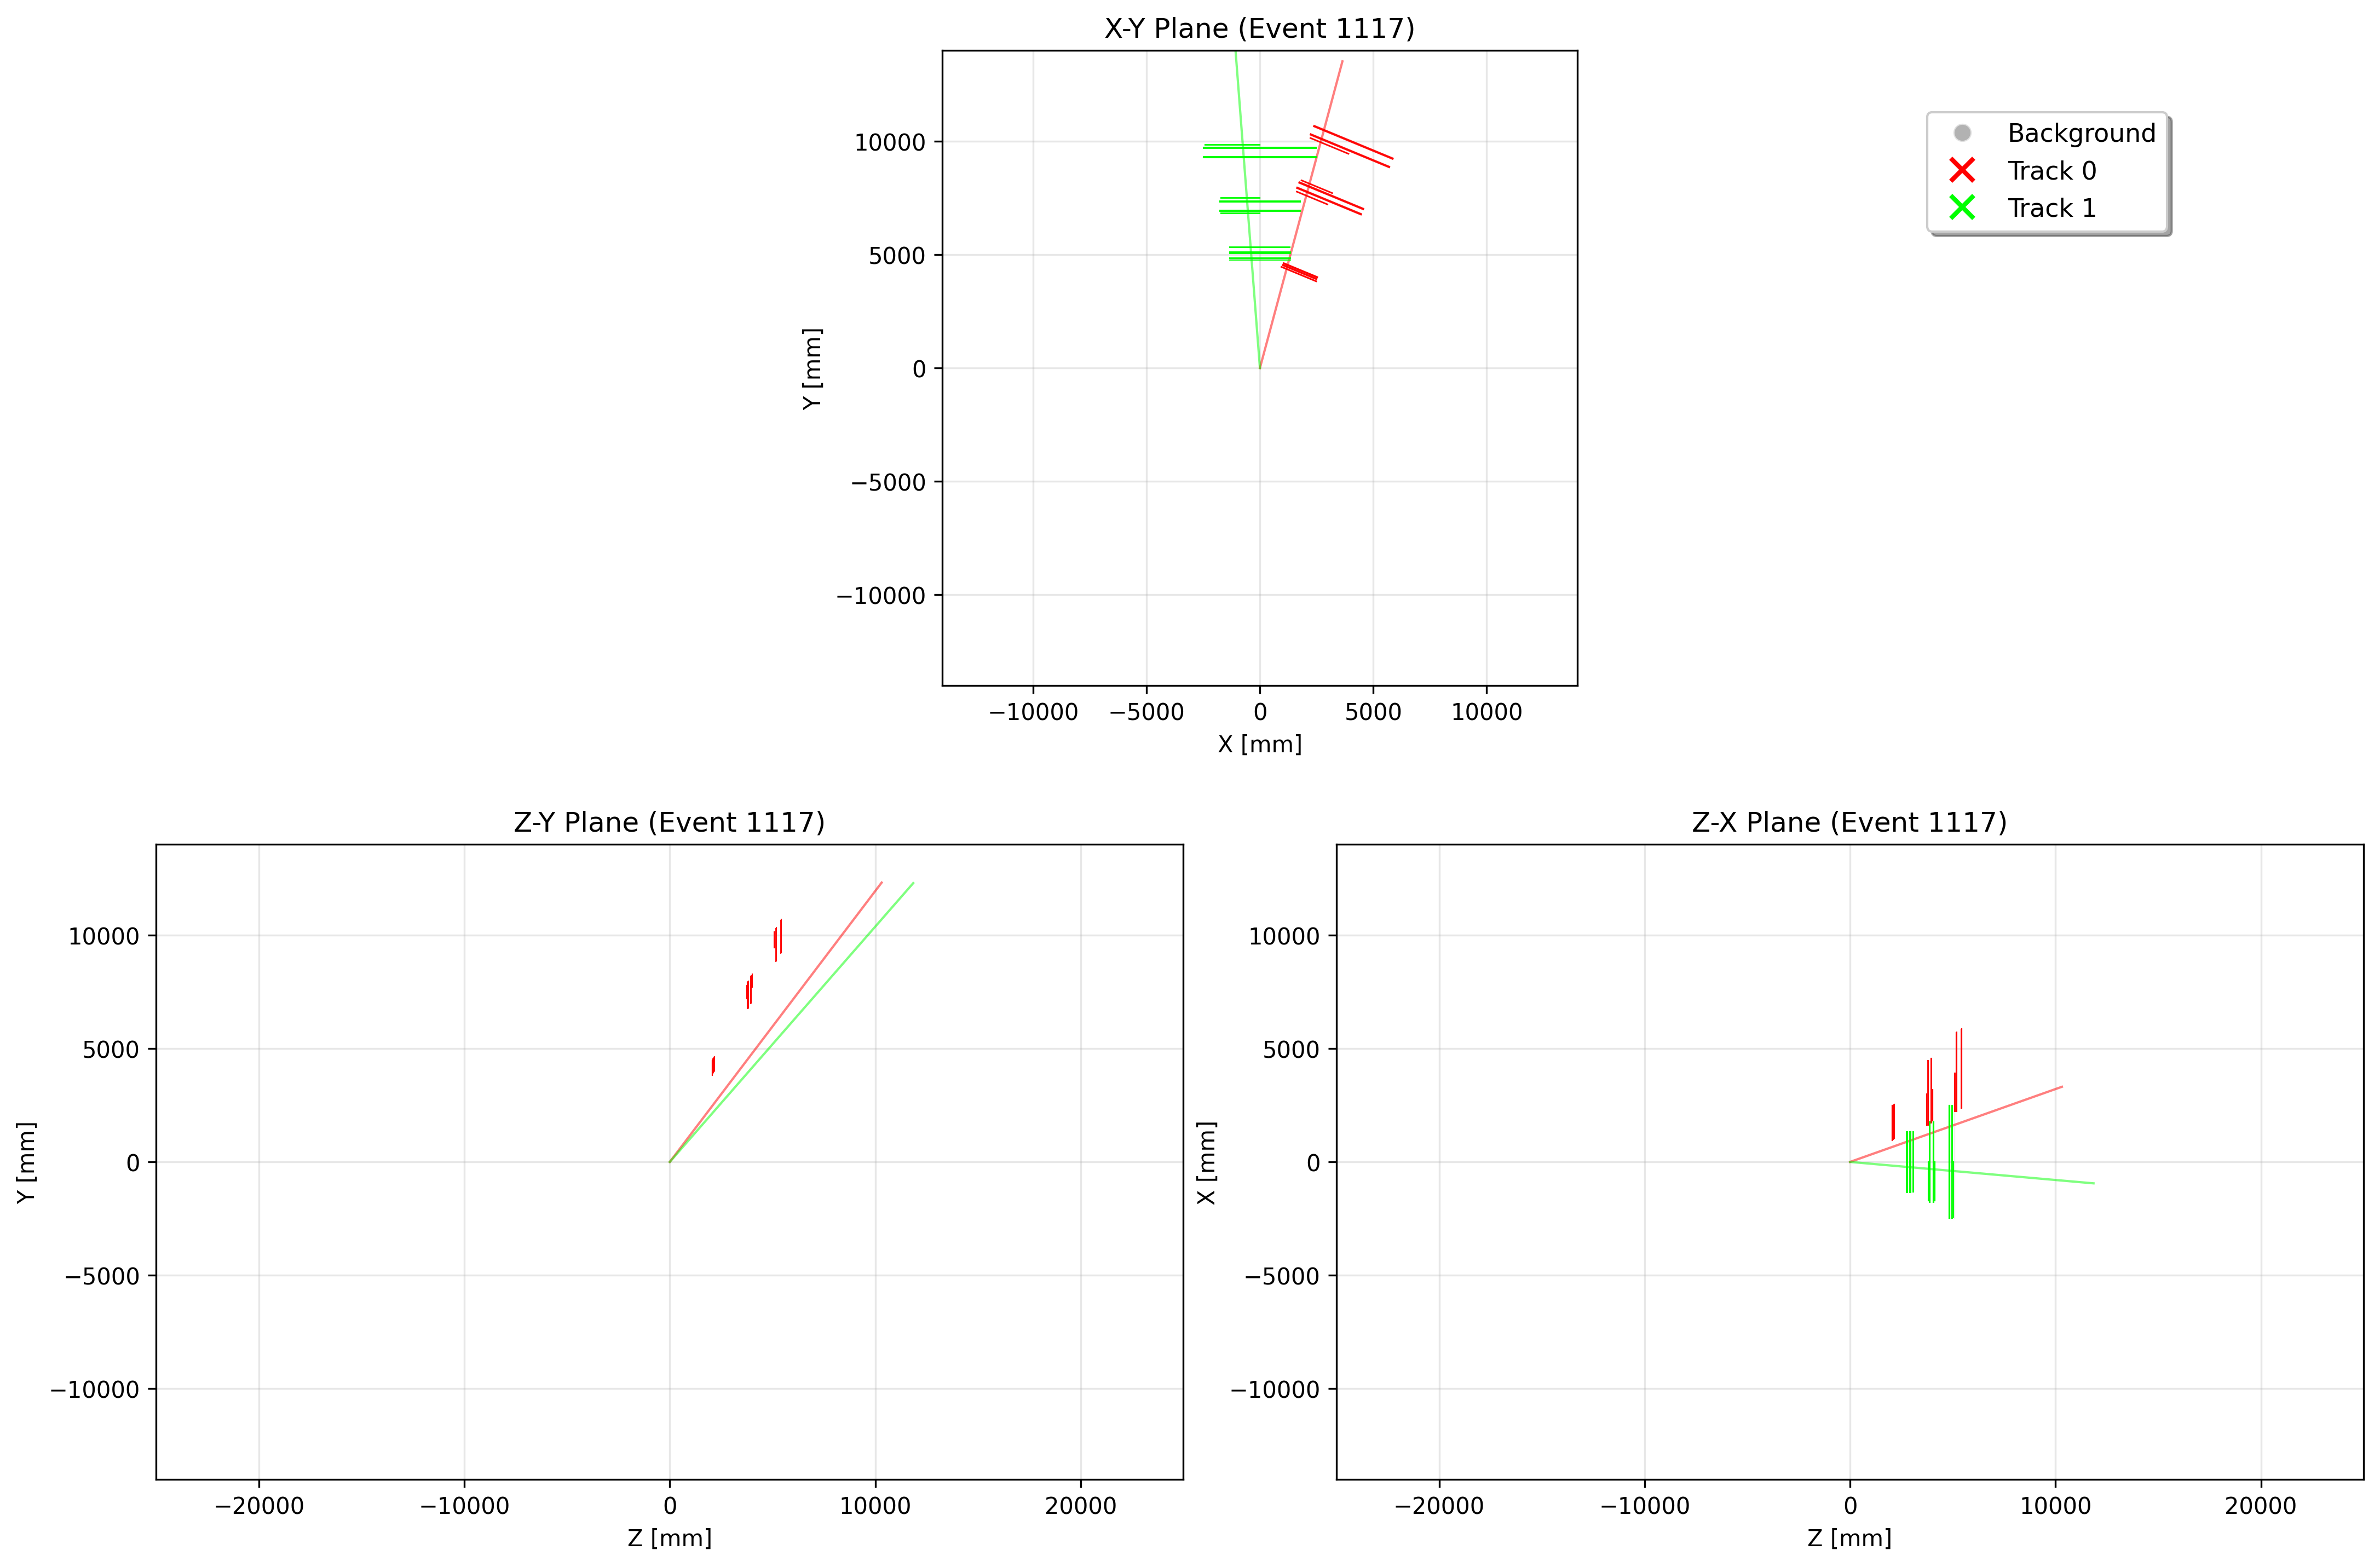 X-Y Plane (Event 1117)
Y [mm]
10000
5000
0
−5000
−10000
−10000 −5000 0 5000 10000
X [mm]
Background
Track 0
Track 1
Z-Y Plane (Event 1117)
Y [mm]
10000
5000
0
−5000
−10000
−20000 −10000 0 10000 20000
Z [mm]
Z-X Plane (Event 1117)
X [mm]
10000
5000
0
−5000
−10000
−20000 −10000 0 10000 20000
Z [mm]